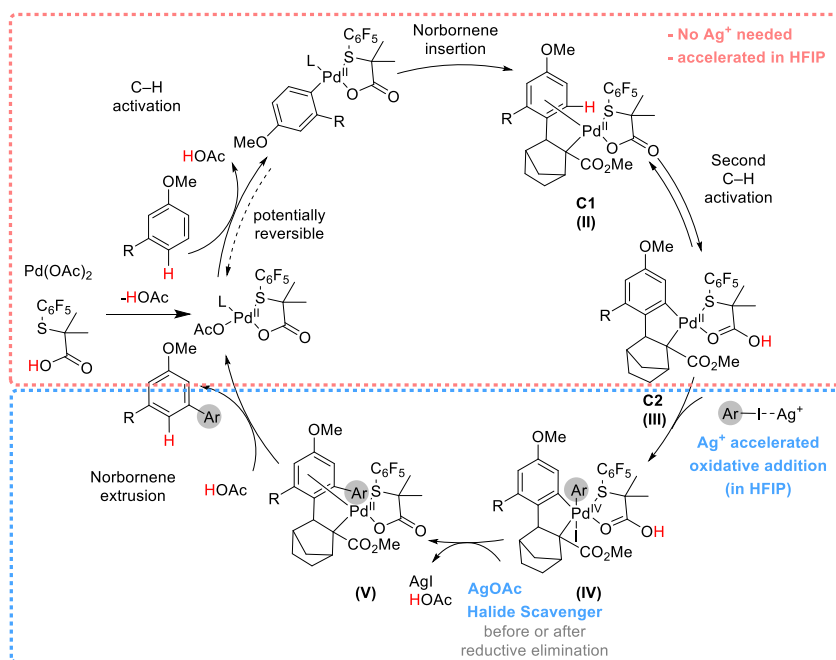 C6F5
S
L
Pd
II
O
O
MeO
R
Norbornene
insertion
- No Ag+ needed
- accelerated in HFIP
C–H
activation
HOAc
OMe
R
H
potentially
reversible
OMe
H
R
C6F5
S
Pd
II
O
O
CO2Me
C1
(II)
Second
C–H
activation
Pd(OAc)2
C6F5
S
HO
O
-HOAc
L
C6F5
S
Pd
II
AcO
O
O
OMe
R
C6F5
S
Pd
II
O
OH
CO2Me
C2
(III)
Ar
I
Ag+
Ag+ accelerated
oxidative addition
(in HFIP)
OMe
R
Ar
H
Norbornene
extrusion
HOAc
OMe
R
Ar
C6F5
S
Pd
II
O
O
CO2Me
(V)
AgI
HOAc
AgOAc
Halide Scavenger
before or after
reductive elimination
OMe
R
Ar
C6F5
S
Pd
IV
I
O
OH
CO2Me
(IV)